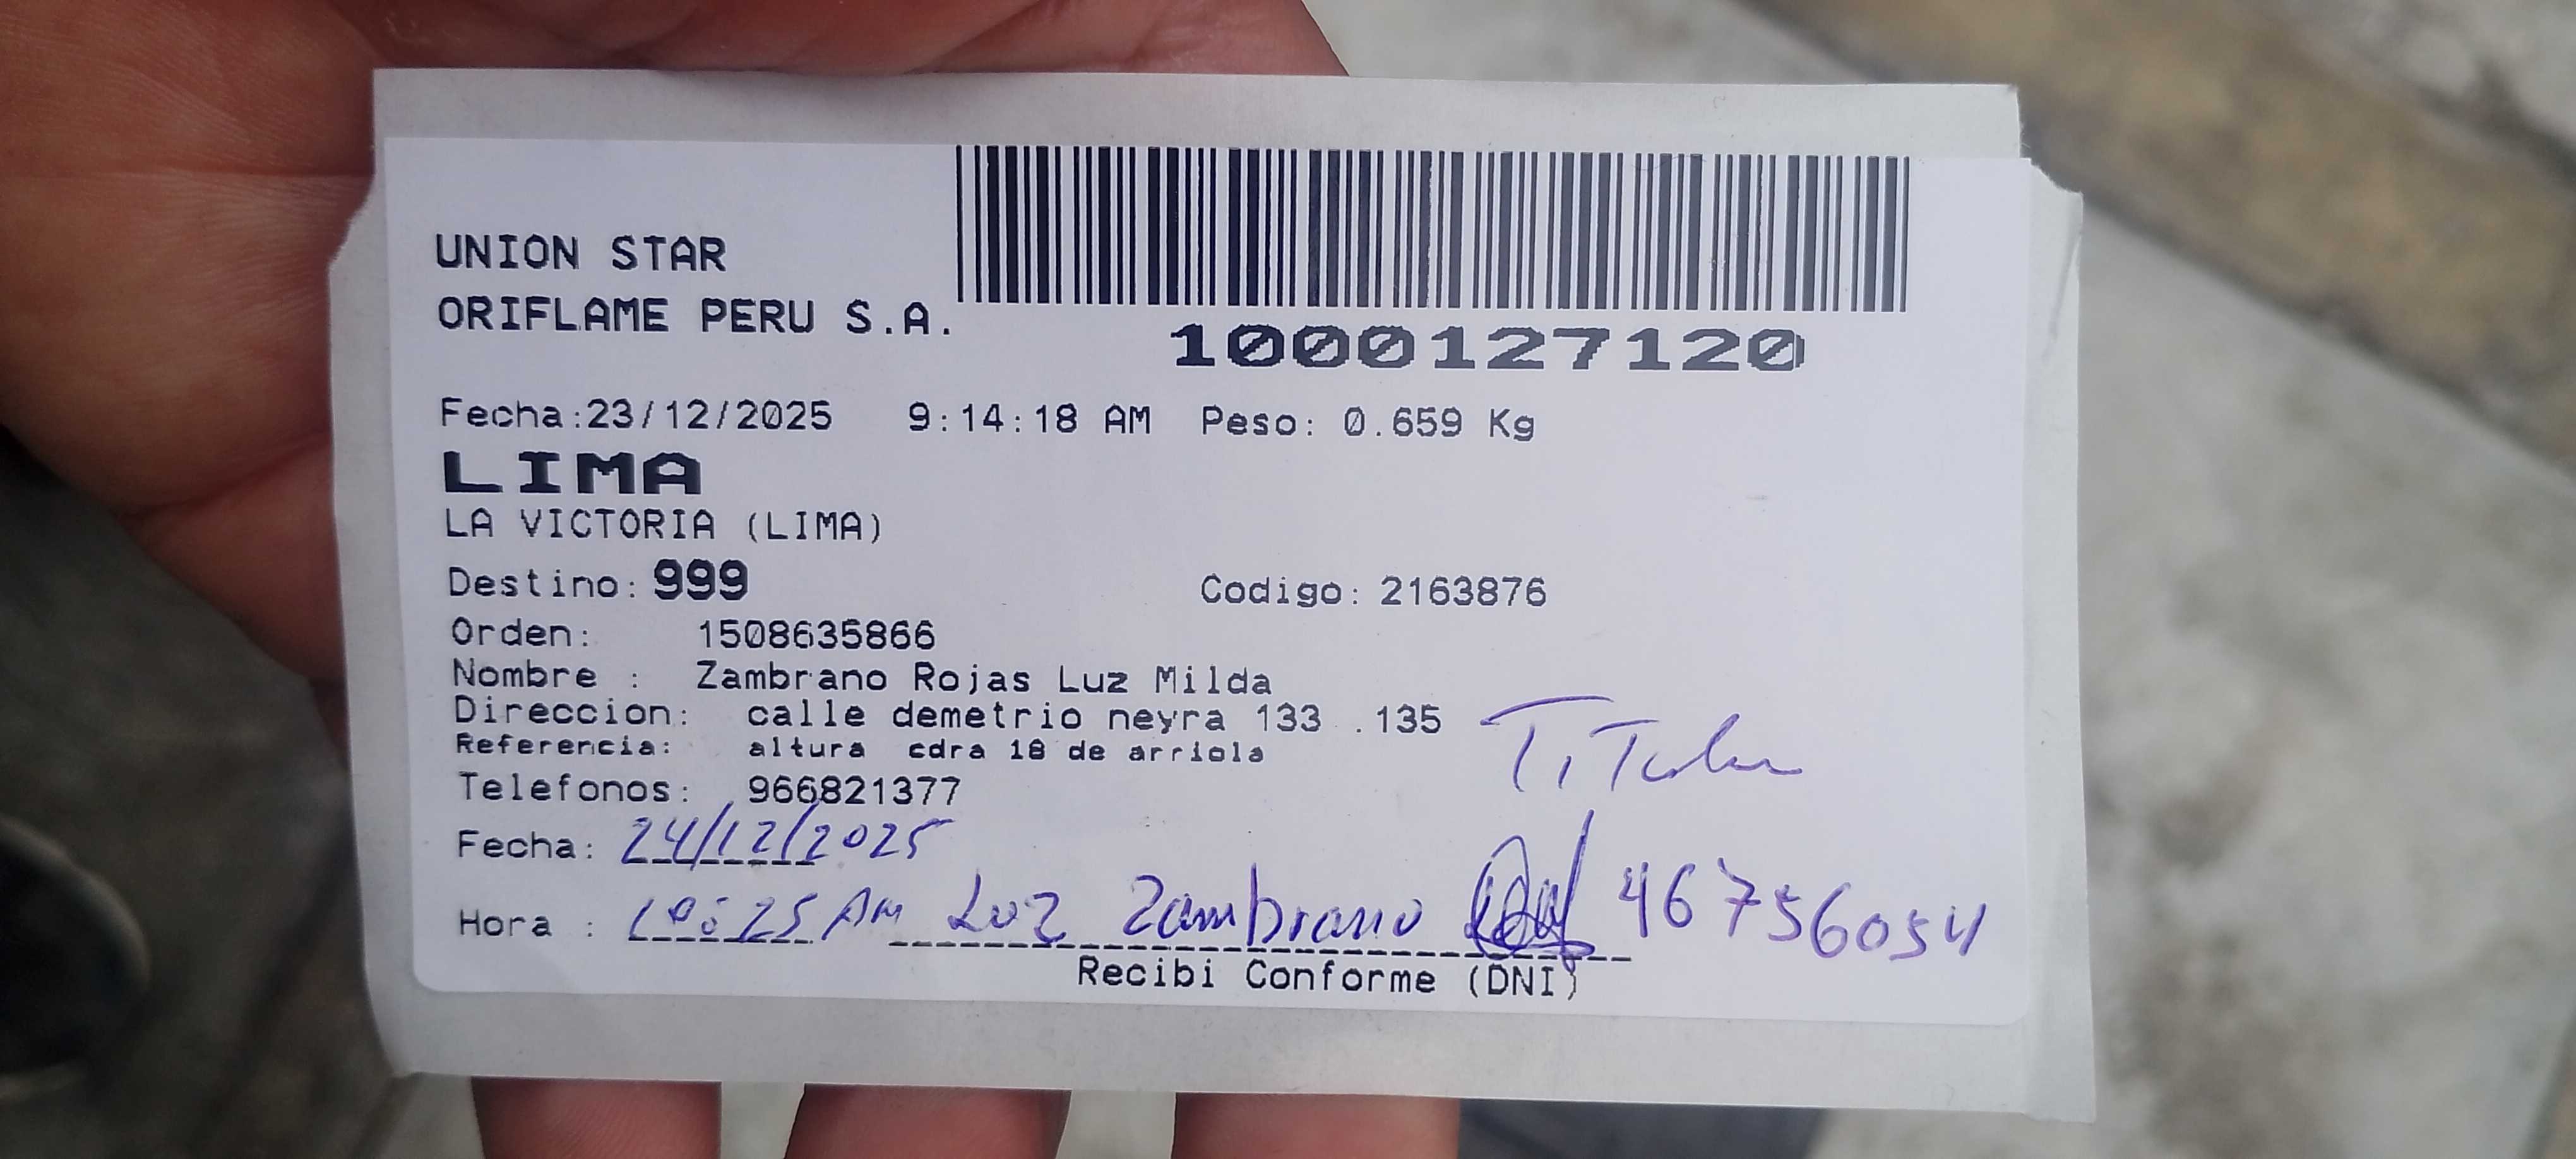 UNION STAR
ORIFLAME PERU S.A.
1000127120
Fecha:23/12/2025 9:14:18 AM Peso: 0.659 Kg
LIMA
LA VICTORIA (LIMA)
Destino: 999 Codigo: 2163876
Orden: 1508635866
Nombre : Zambrano Rojas Luz Milda
Direccion: calle demetrio neyra 133 .135
Referencia: altura cdra 18 de arriola
Titular
Telefonos: 966821377
Fecha: 24/12/2025
Hora : 10:25 AM Luz Zambrano 46756054
Recibi Conforme (DNI)